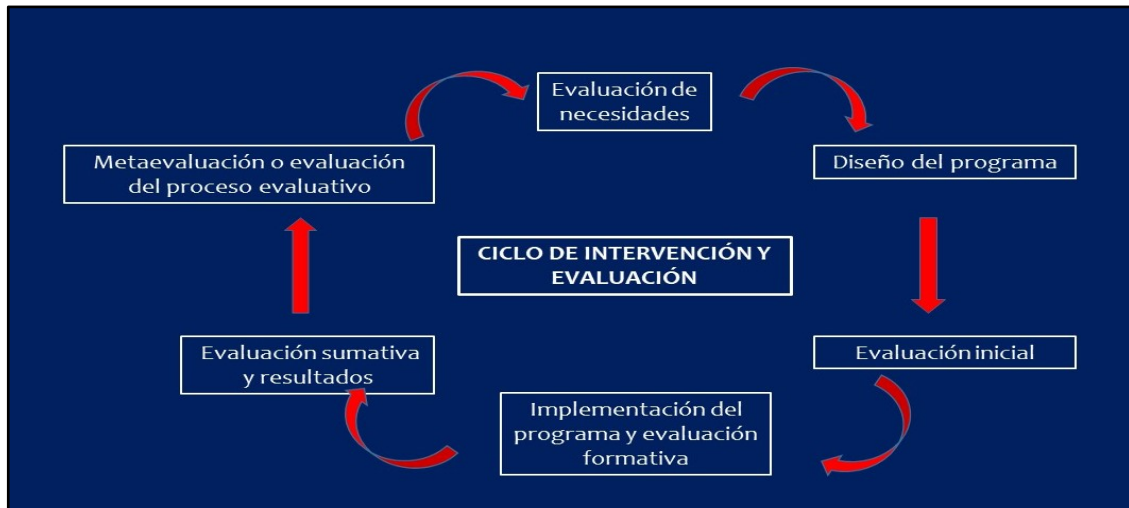 Evaluación de
necesidades
Metaevaluación o evaluación
del proceso evaluativo
Diseño del programa
CICLO DE INTERVENCIÓN Y
EVALUACIÓN
Evaluación sumativa
y resultados
Evaluación inicial
Implementación del
programa y evaluación
formativa